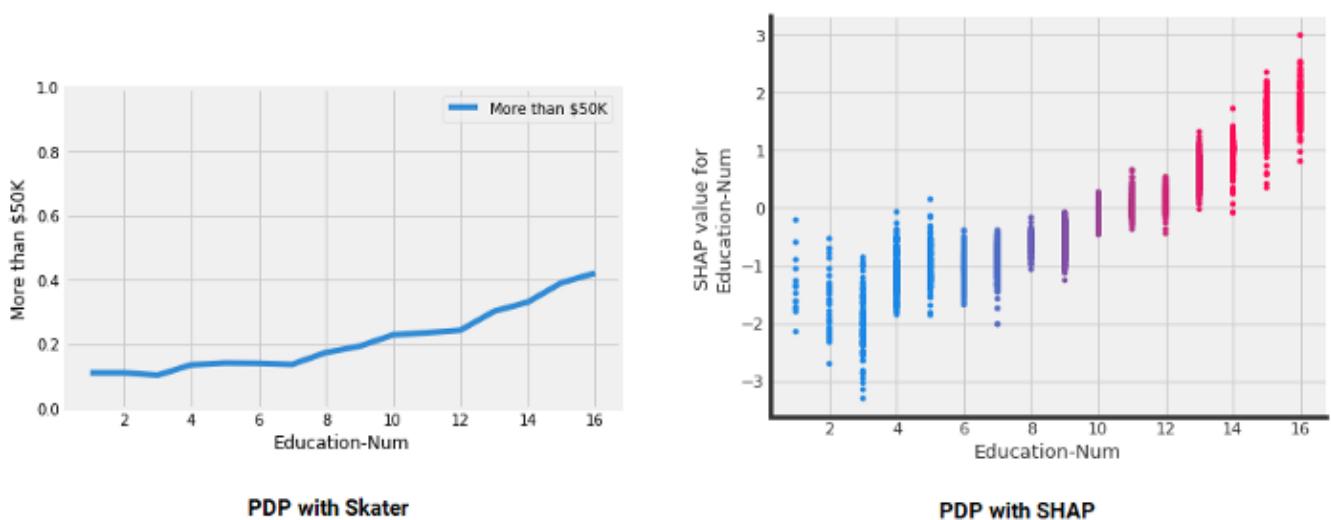 1.0
0.8
0.6
0.4
0.2
0.0
More than $50K
More than $50K
2 4 6 8 10 12 14 16
Education-Num
PDP with Skater
3
2
1
0
−1
−2
−3
SHAP value for
Education-Num
2 4 6 8 10 12 14 16
Education-Num
PDP with SHAP